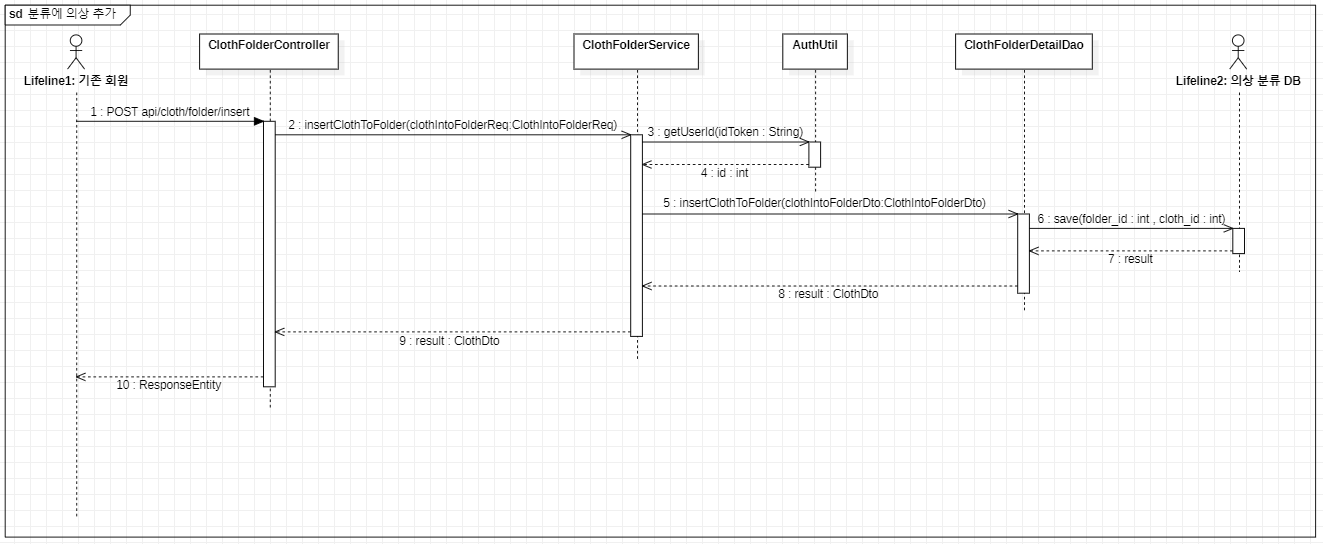 sd 분류에 의상 추가
ClothFolderController
ClothFolderService
AuthUtil
ClothFolderDetailDao
Lifeline1: 기존 회원
Lifeline2: 의상 분류 DB
1 : POST api/cloth/folder/insert
2 : insertClothToFolder(clothIntoFolderReq:ClothIntoFolderReq)
3 : getUserId(idToken : String)
4 : id : int
5 : insertClothToFolder(clothIntoFolderDto:ClothIntoFolderDto)
6 : save(folder_id : int , cloth_id : int)
7 : result
8 : result : ClothDto
9 : result : ClothDto
10 : ResponseEntity